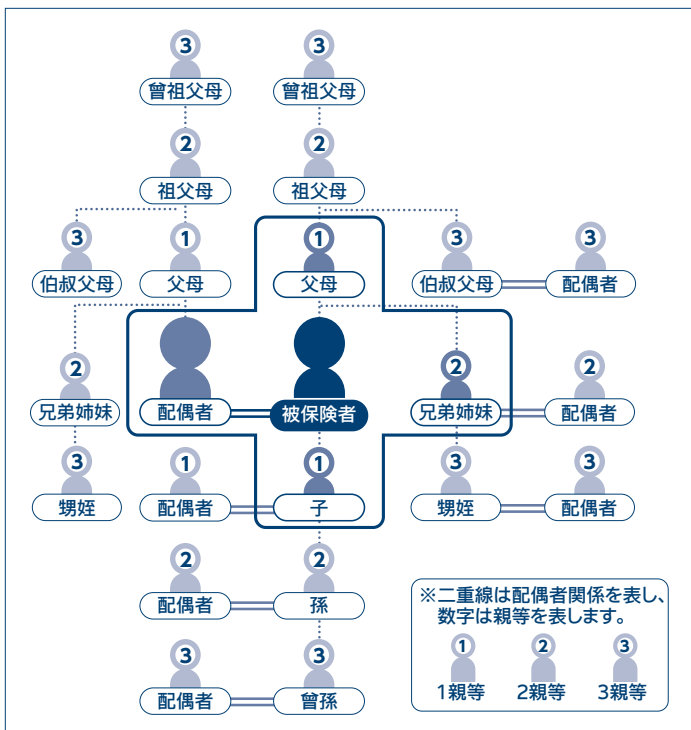 3 3
曾祖父母 曾祖父母
2 2
祖父母 祖父母
3 1 1 3 3
伯叔父母 父母 父母 伯叔父母 配偶者
2 2 2
兄弟姉妹 配偶者 被保険者 兄弟姉妹 配偶者
3 1 1 3 3
甥姪 配偶者 子 甥姪 配偶者
2 2
配偶者 孫
3 3
配偶者 曾孫
※二重線は配偶者関係を表し、
数字は親等を表します。
1 2 3
1親等 2親等 3親等